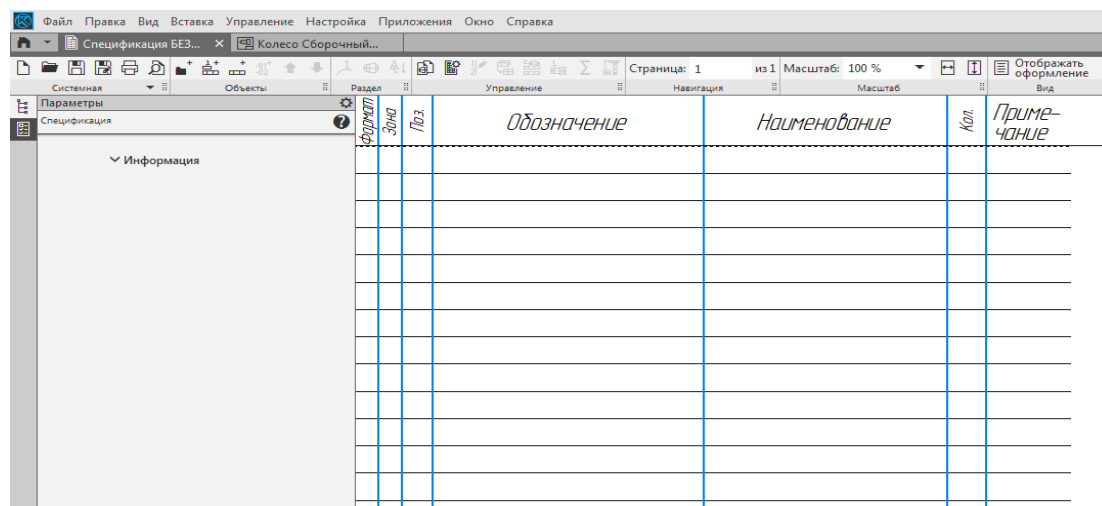 Файл Правка Вид Вставка Управление Настройка Приложения Окно Справка
Спецификация БЕЗ... Колесо Сборочный...
Страница: 1 из 1 Масштаб: 100 % Отображать
оформление
Системная Объекты Раздел Управление Навигация Масштаб Вид
Параметры
Спецификация
Информация
Формат Зона Поз. Обозначение Наименование Кол. Приме-
чание